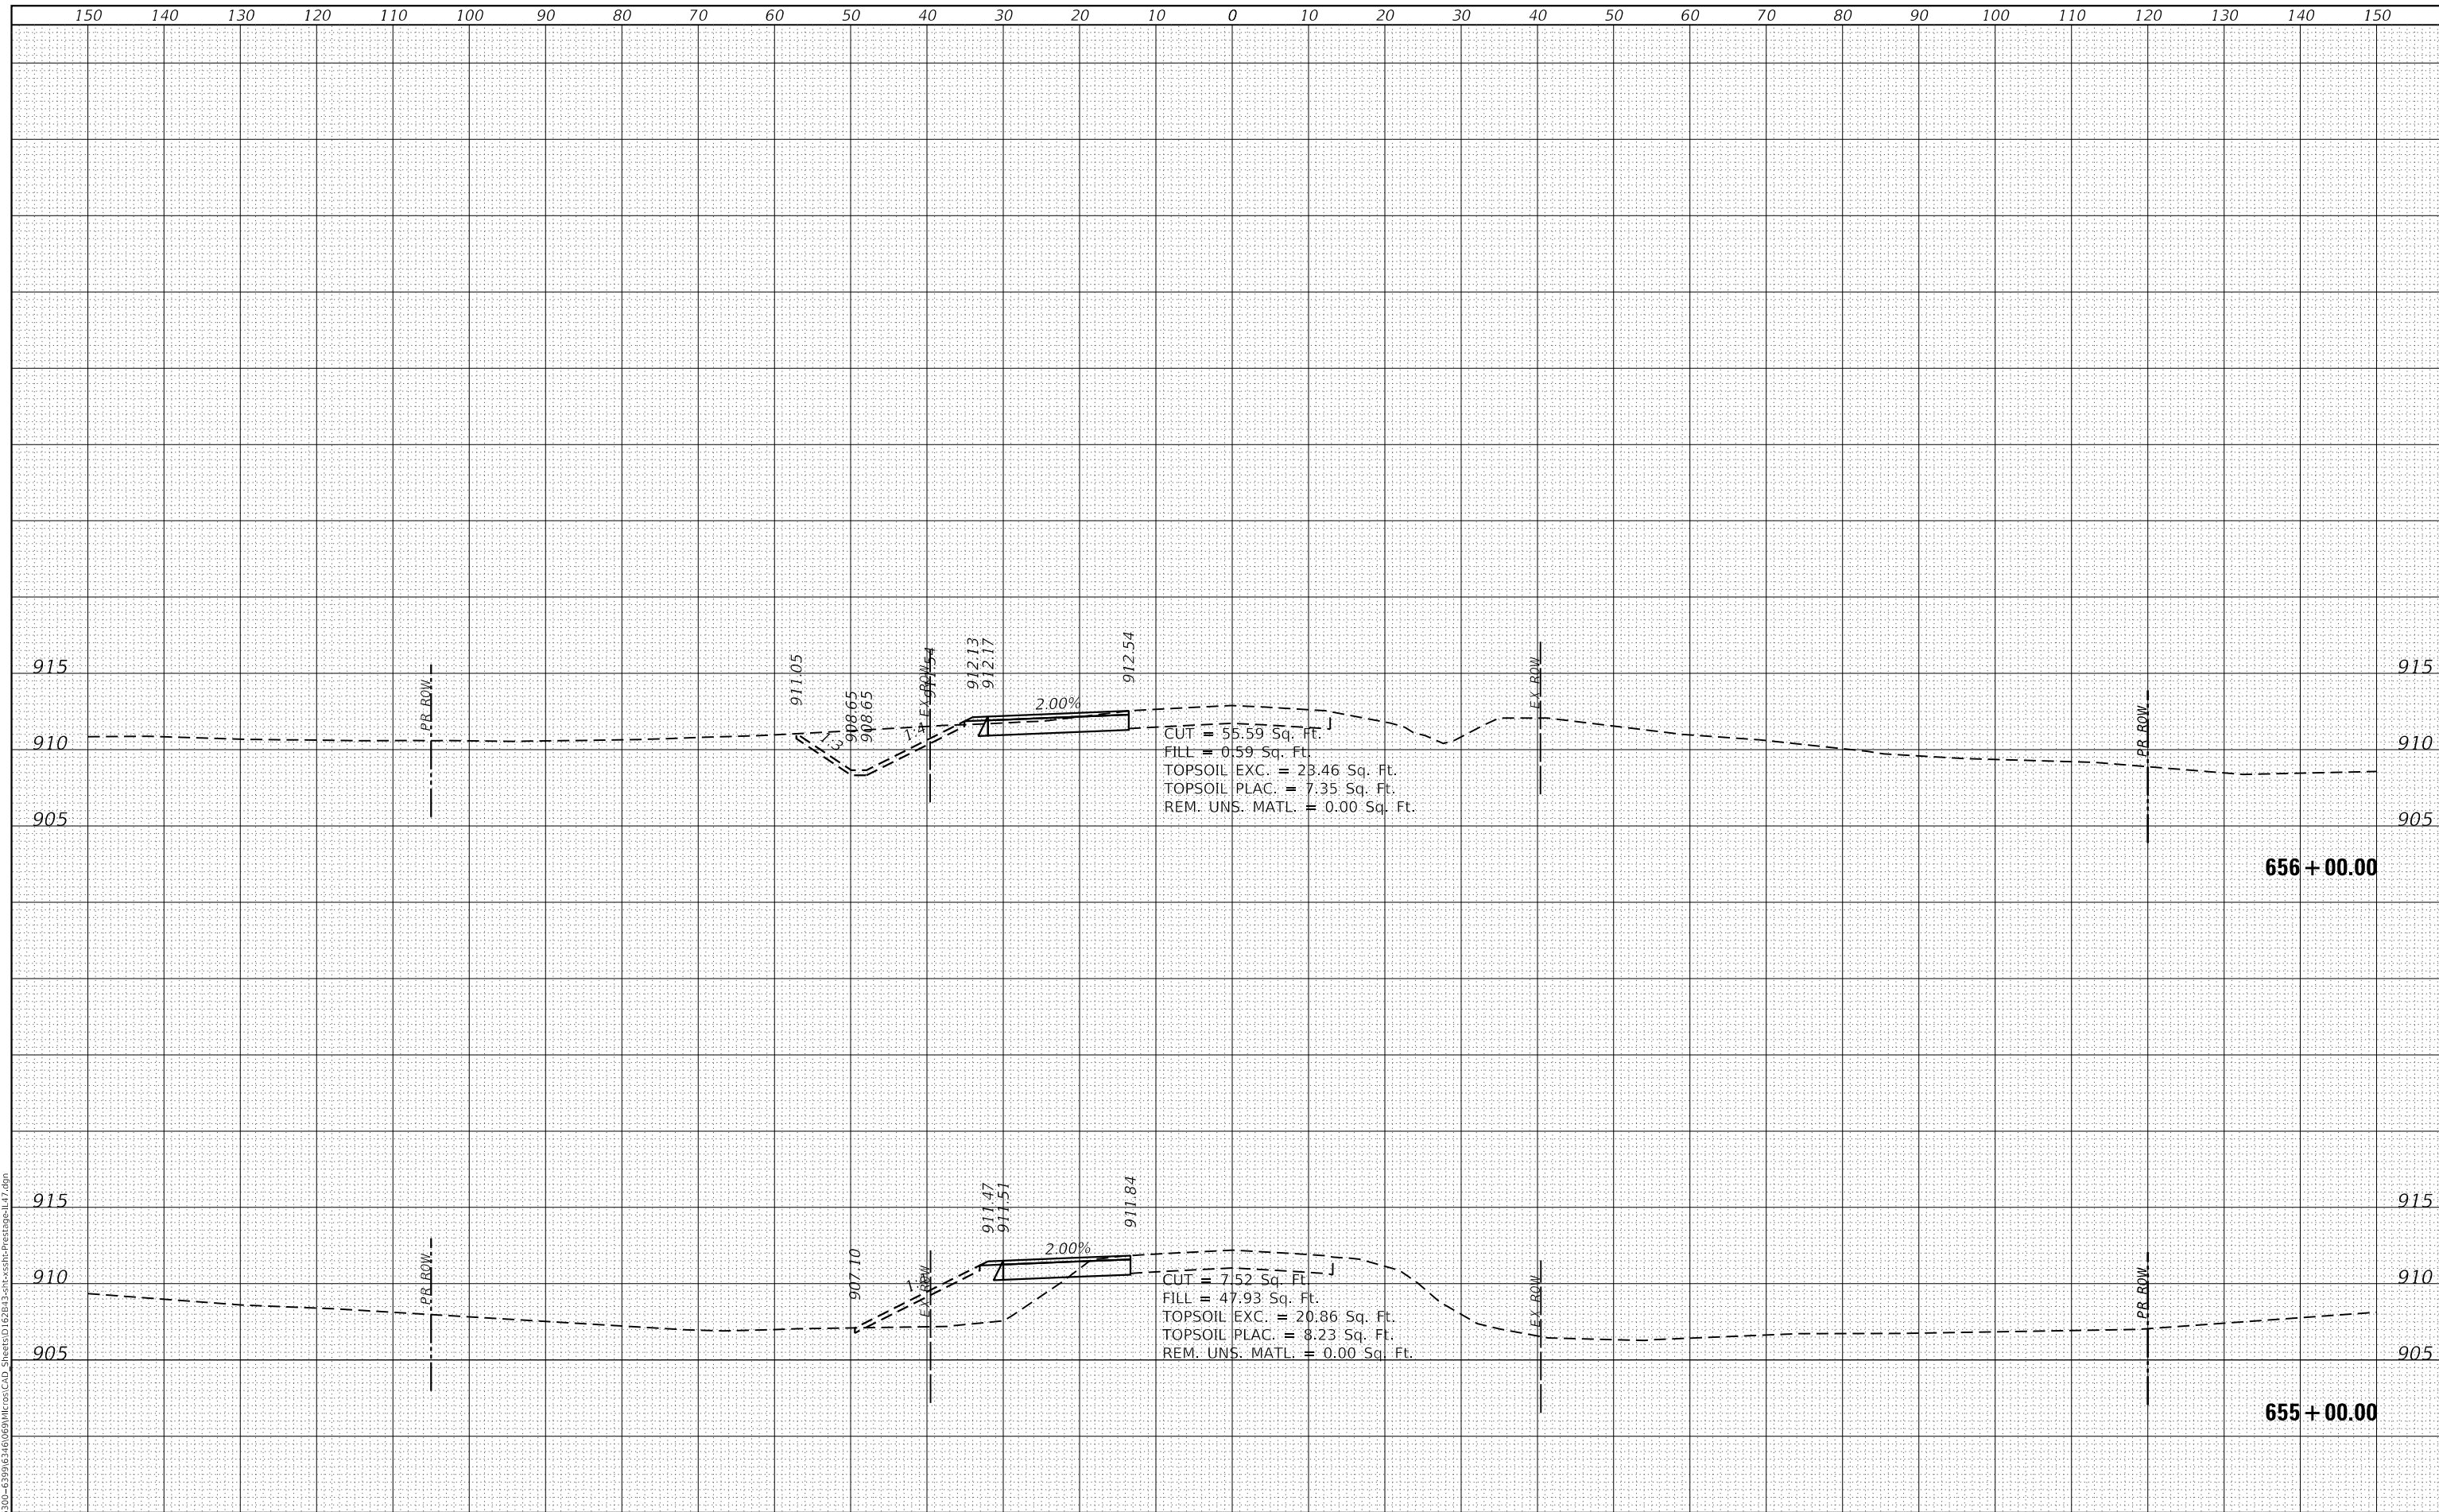 150 140 130 120 110 100 90 80 70 60 50 40 30 20 10 0 10 20 30 40 50 60 70 80 90 100 110 120 130 140 150
911.05
908.65
908.65
EX ROW
912.13
912.17
912.54
EX ROW
915
915
PR ROW
PR ROW
2.00%
1:3
1:4
910
910
CUT = 55.59 Sq. Ft.
FILL = 0.59 Sq. Ft.
TOPSOIL EXC. = 23.46 Sq. Ft.
TOPSOIL PLAC. = 7.35 Sq. Ft.
REM. UNS. MATL. = 0.00 Sq. Ft.
905
905
656+00.00
911.47
911.51
911.84
915
915
907.10
2.00%
PR ROW
EX ROW
EX ROW
PR ROW
910
910
CUT = 7.52 Sq. Ft.
FILL = 47.93 Sq. Ft.
TOPSOIL EXC. = 20.86 Sq. Ft.
TOPSOIL PLAC. = 8.23 Sq. Ft.
REM. UNS. MATL. = 0.00 Sq. Ft.
905
905
655+00.00